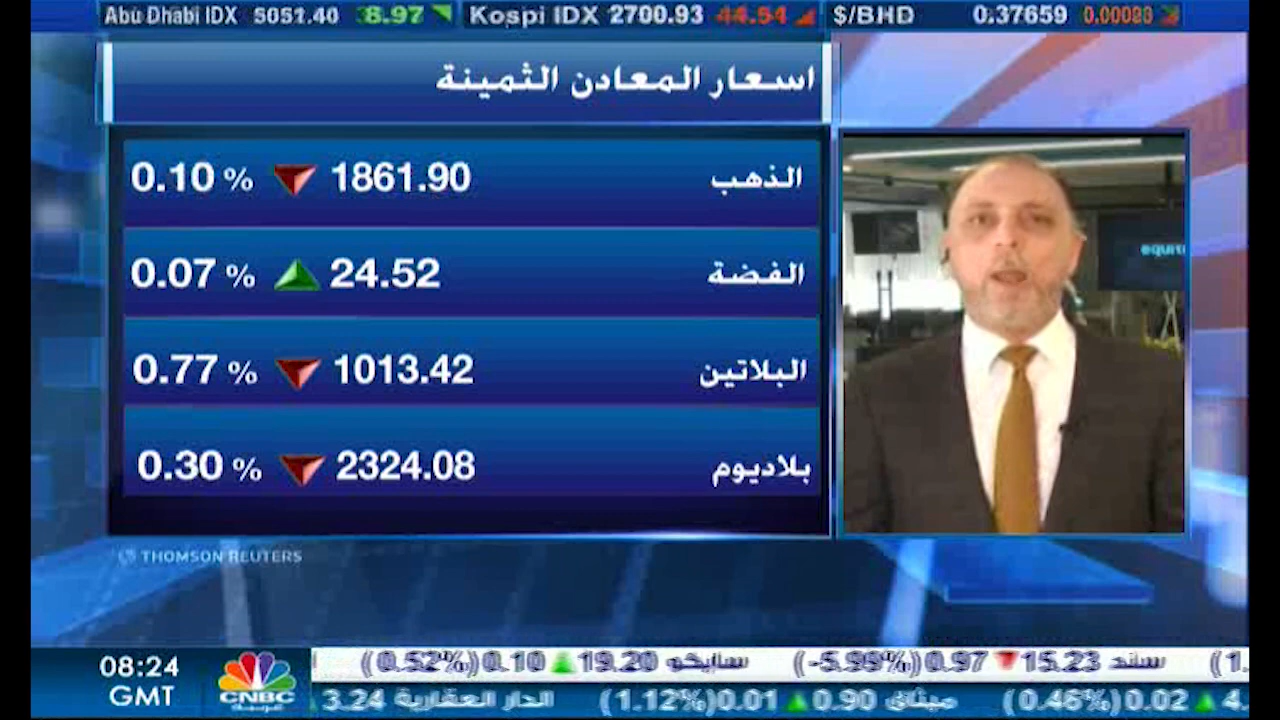 Abu Dhabi IDX 5051.40 8.97 Kospi IDX 2700.93 44.54 $/BHD 0.37659
اسعار المعادن الثمينة
الذهب 1861.90 0.10 %
الفضة 24.52 0.07 %
البلاتين 1013.42 0.77 %
بلاديوم 2324.08 0.30 %
equi
THOMSON REUTERS
08:24
GMT
CNBC
عربية
سند 15.23 0.97 (-5.99%) سابكو 19.20 0.10 (0.52%)
0.02 (0.46%) ميثاق 0.90 0.01 (1.12%) الدار العقارية 3.24